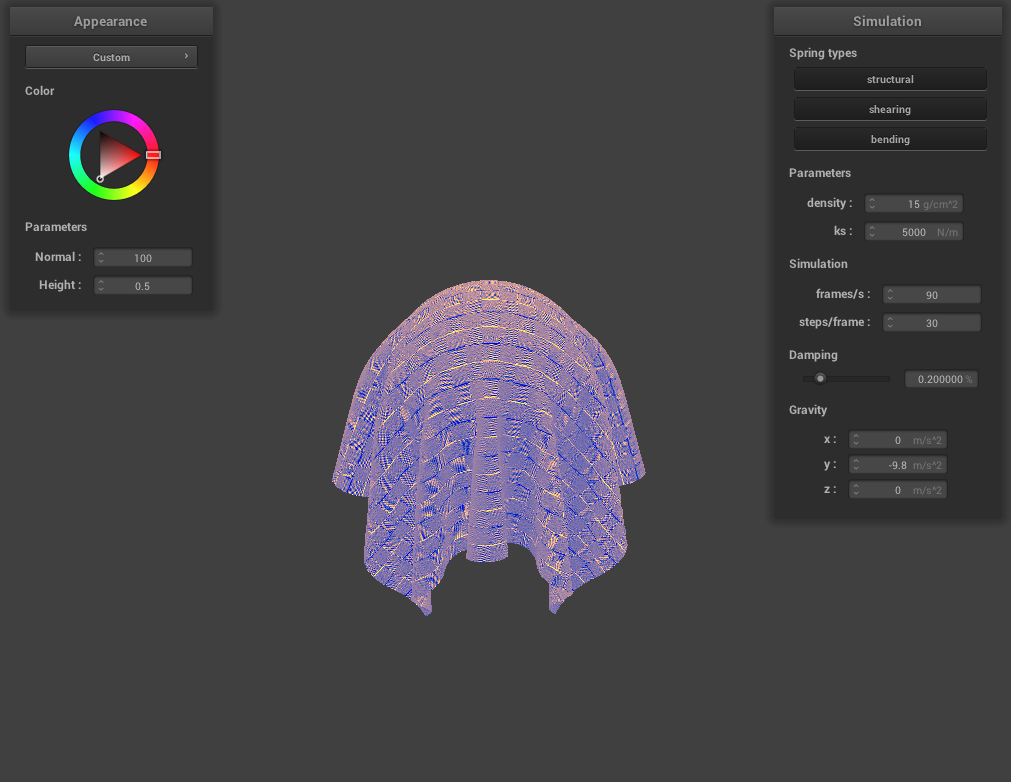 Appearance
Custom
Color
Parameters
Normal : 100
Height : 0.5
Simulation
Spring types
structural
shearing
bending
Parameters
density : 15 g/cm^2
ks : 5000 N/m
Simulation
frames/s : 90
steps/frame : 30
Damping
0.200000 %
Gravity
x : 0 m/s^2
y : -9.8 m/s^2
z : 0 m/s^2